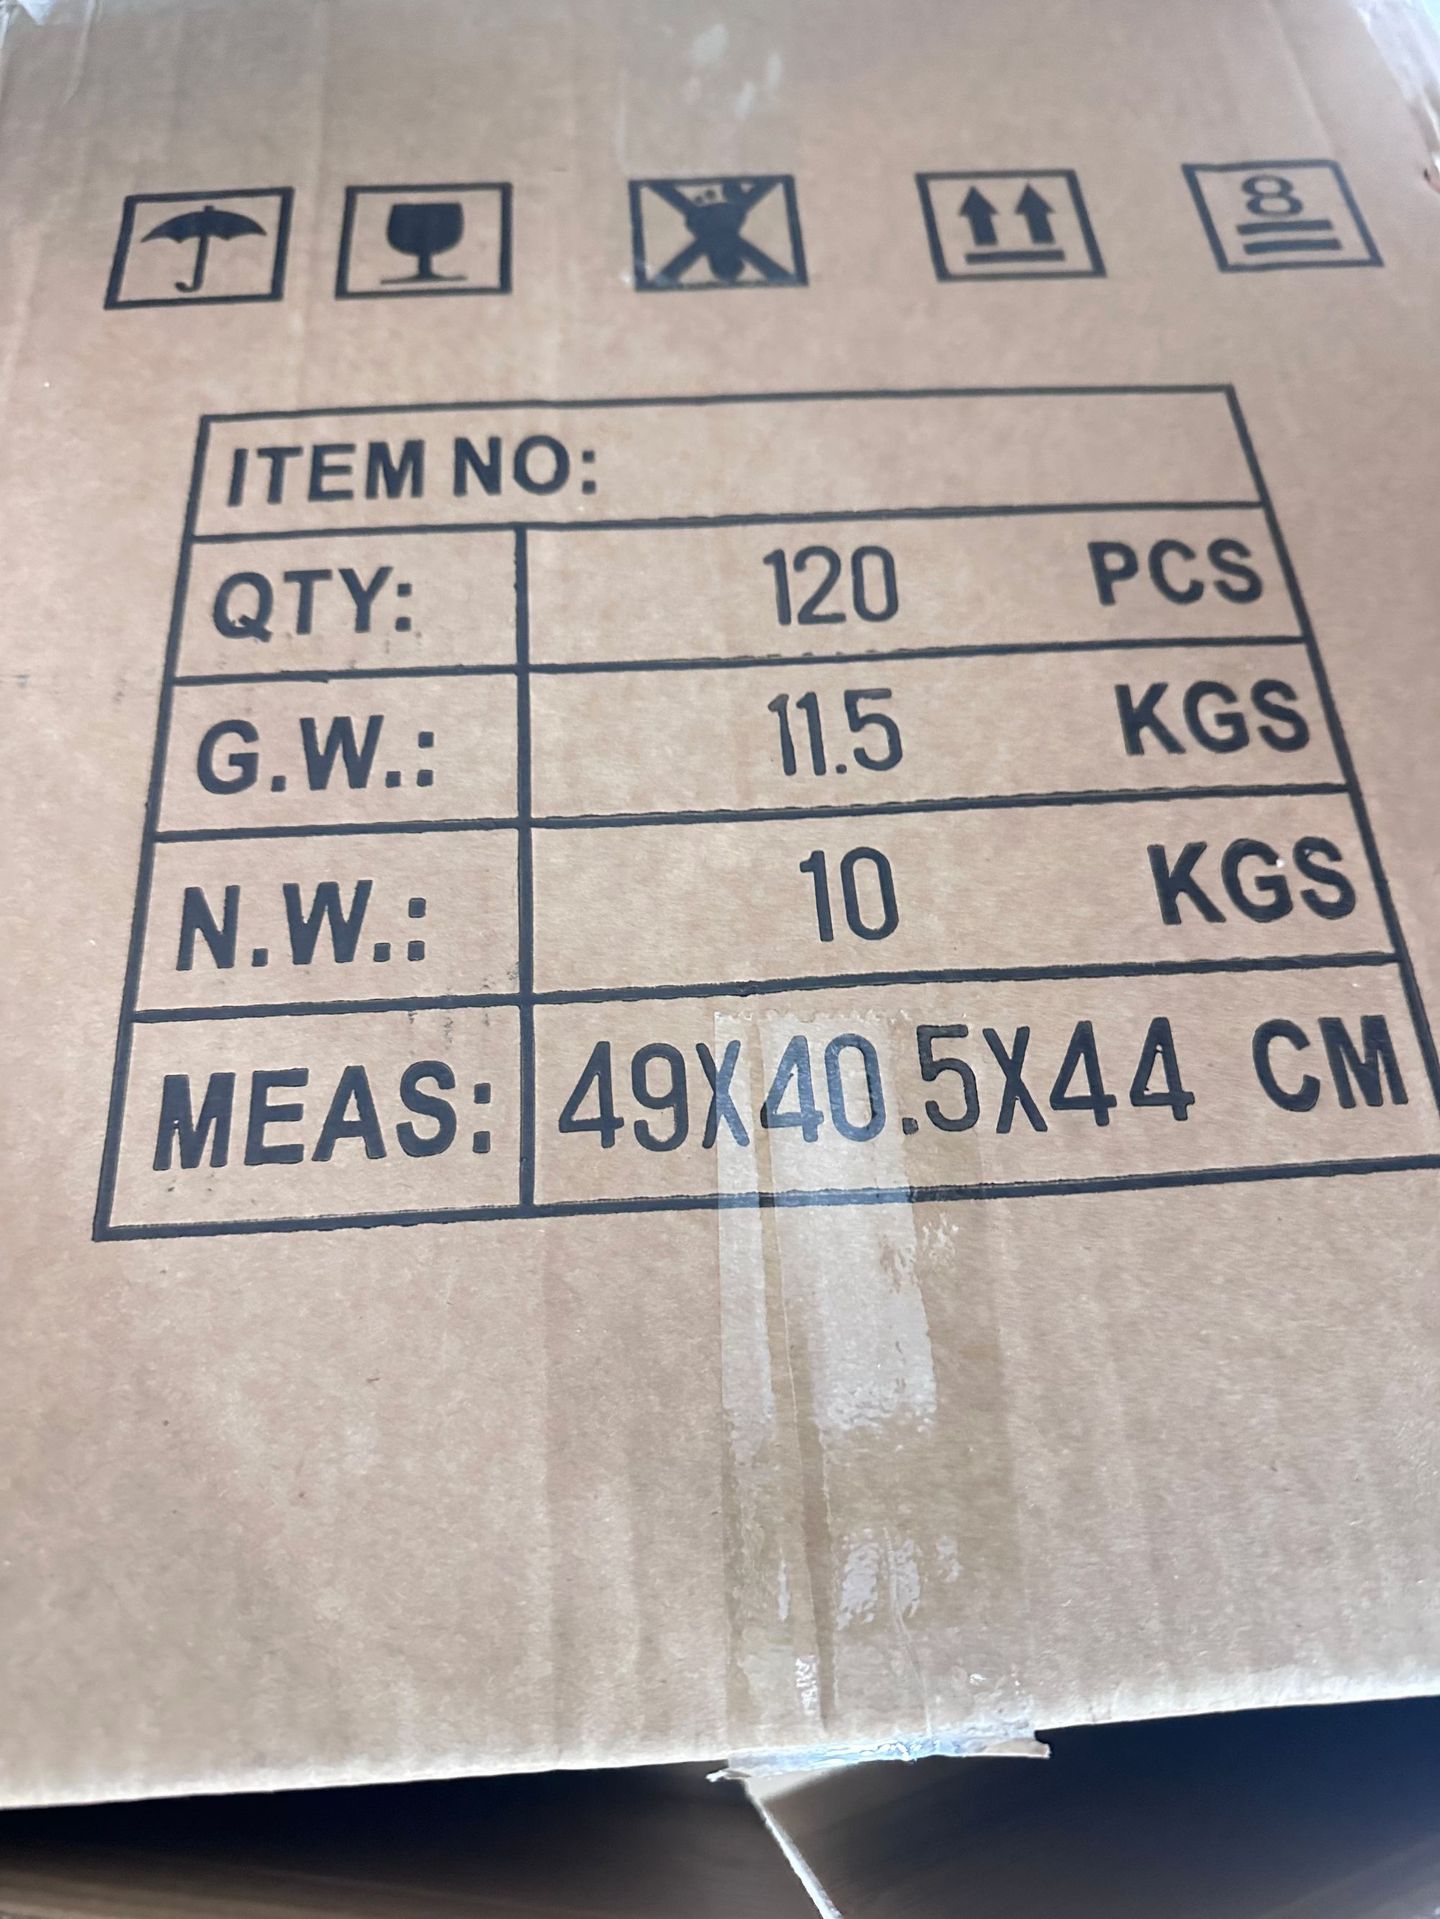 8
ITEM NO:
QTY: 120 PCS
G.W.: 11.5 KGS
N.W.: 10 KGS
MEAS: 49X40.5X44 CM